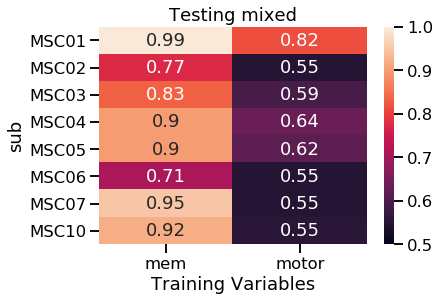 Testing mixed
sub
MSC01 0.99 0.82
MSC02 0.77 0.55
MSC03 0.83 0.59
MSC04 0.9 0.64
MSC05 0.9 0.62
MSC06 0.71 0.55
MSC07 0.95 0.55
MSC10 0.92 0.55
mem motor
Training Variables
1.0
0.9
0.8
0.7
0.6
0.5